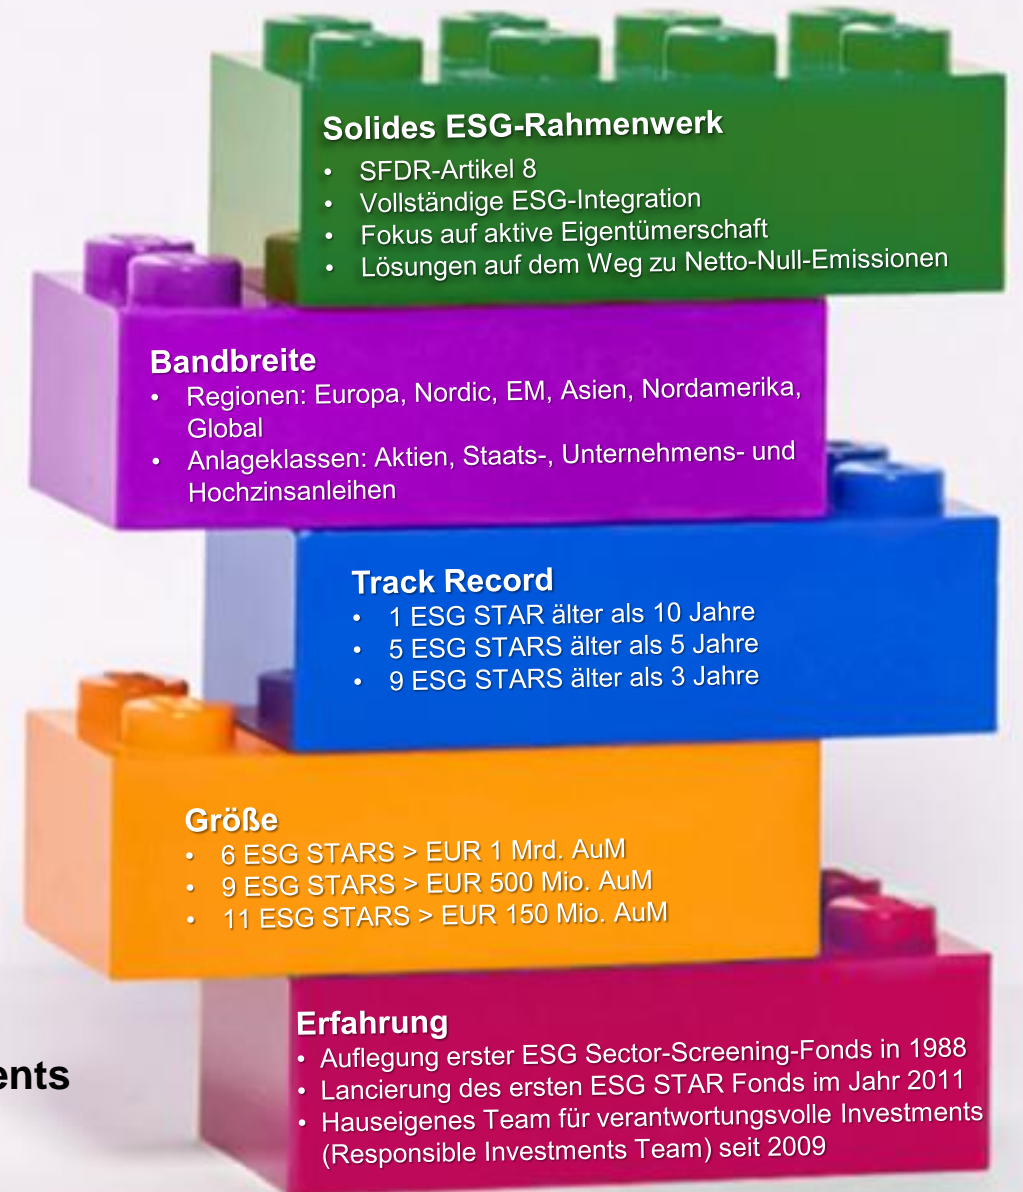 Solides ESG-Rahmenwerk
• SFDR-Artikel 8
• Vollständige ESG-Integration
• Fokus auf aktive Eigentümerschaft
• Lösungen auf dem Weg zu Netto-Null-Emissionen
Bandbreite
• Regionen: Europa, Nordic, EM, Asien, Nordamerika,
Global
• Anlageklassen: Aktien, Staats-, Unternehmens- und
Hochzinsanleihen
Track Record
• 1 ESG STAR älter als 10 Jahre
• 5 ESG STARS älter als 5 Jahre
• 9 ESG STARS älter als 3 Jahre
Größe
• 6 ESG STARS > EUR 1 Mrd. AuM
• 9 ESG STARS > EUR 500 Mio. AuM
• 11 ESG STARS > EUR 150 Mio. AuM
Erfahrung
• Auflegung erster ESG Sector-Screening-Fonds in 1988
ents
• Lancierung des ersten ESG STAR Fonds im Jahr 2011
• Hauseigenes Team für verantwortungsvolle Investments
(Responsible Investments Team) seit 2009